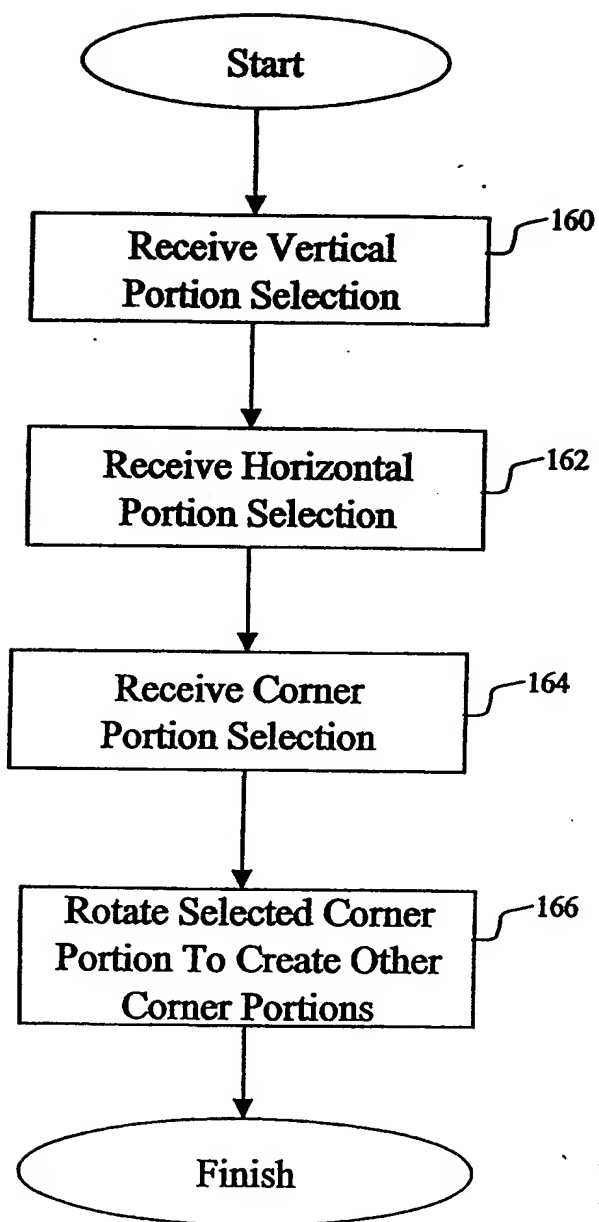 Start
160
Receive Vertical
Portion Selection
162
Receive Horizontal
Portion Selection
164
Receive Corner
Portion Selection
166
Rotate Selected Corner
Portion To Create Other
Corner Portions
Finish